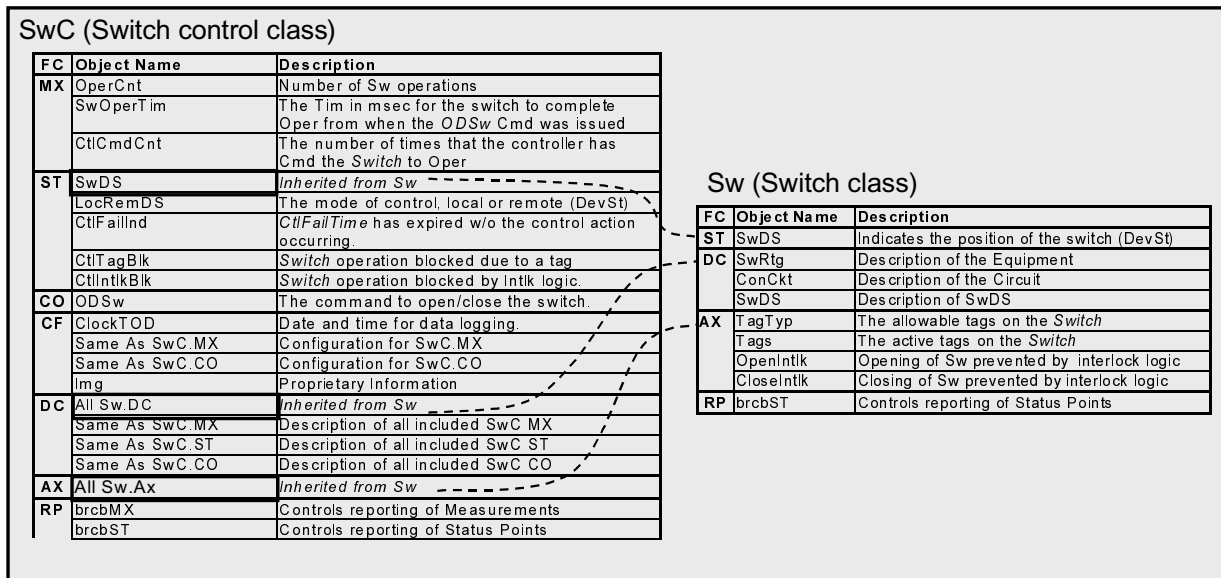 SwC (Switch control class)
FC Object Name Description
MX OperCnt Number of Sw operations
SwOperTim The Tim in msec for the switch to complete
Oper from when the ODSw Cmd was issued
CtlCmdCnt The number of times that the controller has
Cmd the Switch to Oper
ST SwDS Inherited from Sw
LocRemDS The mode of control, local or remote (DevSt)
CtlFailInd CtlFailTime has expired w/o the control action
occurring.
CtlTagBlk Switch operation blocked due to a tag
CtlIntlkBlk Switch operation blocked by Intlk logic.
CO ODSw The command to open/close the switch.
CF ClockTOD Date and time for data logging.
Same As SwC.MX Configuration for SwC.MX
Same As SwC.CO Configuration for SwC.CO
Img Proprietary Information
DC All Sw.DC Inherited from Sw
Same As SwC.MX Description of all included SwC MX
Same As SwC.ST Description of all included SwC ST
Same As SwC.CO Description of all included SwC CO
AX All Sw.Ax Inherited from Sw
RP brcbMX Controls reporting of Measurements
brcbST Controls reporting of Status Points
Sw (Switch class)
FC Object Name Description
ST SwDS Indicates the position of the switch (DevSt)
DC SwRtg Description of the Equipment
ConCkt Description of the Circuit
SwDS Description of SwDS
AX TagTyp The allowable tags on the Switch
Tags The active tags on the Switch
OpenIntlk Opening of Sw prevented by interlock logic
CloseIntlk Closing of Sw prevented by interlock logic
RP brcbST Controls reporting of Status Points